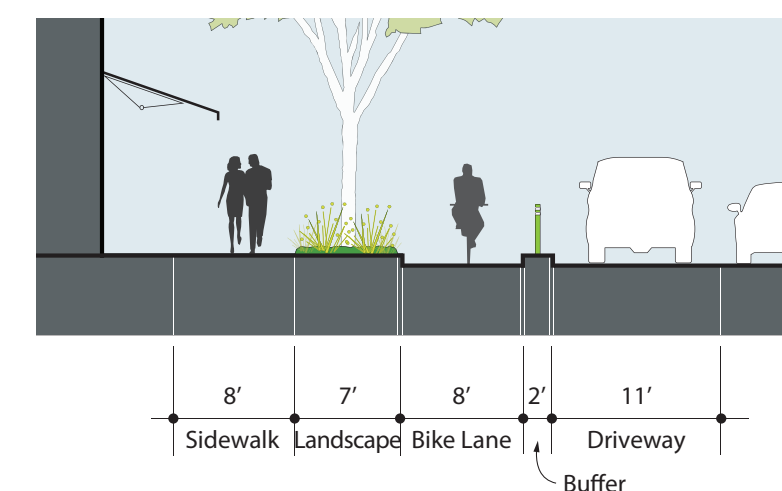 8′ 7′ 8′ 2′ 11′
Sidewalk Landscape Bike Lane Driveway
Buffer